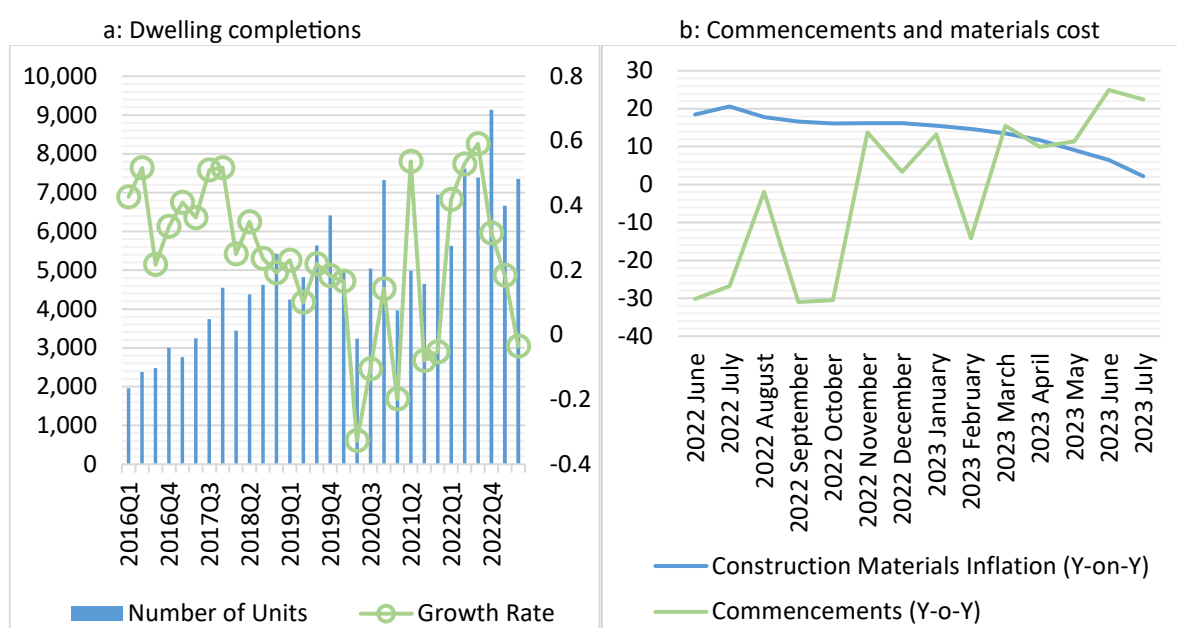 a: Dwelling completions
10,000
9,000
8,000
7,000
6,000
5,000
4,000
3,000
2,000
1,000
0
0.8
0.6
0.4
0.2
0
-0.2
-0.4
2016Q1
2016Q4
2017Q3
2018Q2
2019Q1
2019Q4
2020Q3
2021Q2
2022Q1
2022Q4
Number of Units
Growth Rate
b: Commencements and materials cost
30
20
10
0
-10
-20
-30
-40
2022 June
2022 July
2022 August
2022 September
2022 October
2022 November
2022 December
2023 January
2023 February
2023 March
2023 April
2023 May
2023 June
2023 July
Construction Materials Inflation (Y-on-Y)
Commencements (Y-o-Y)